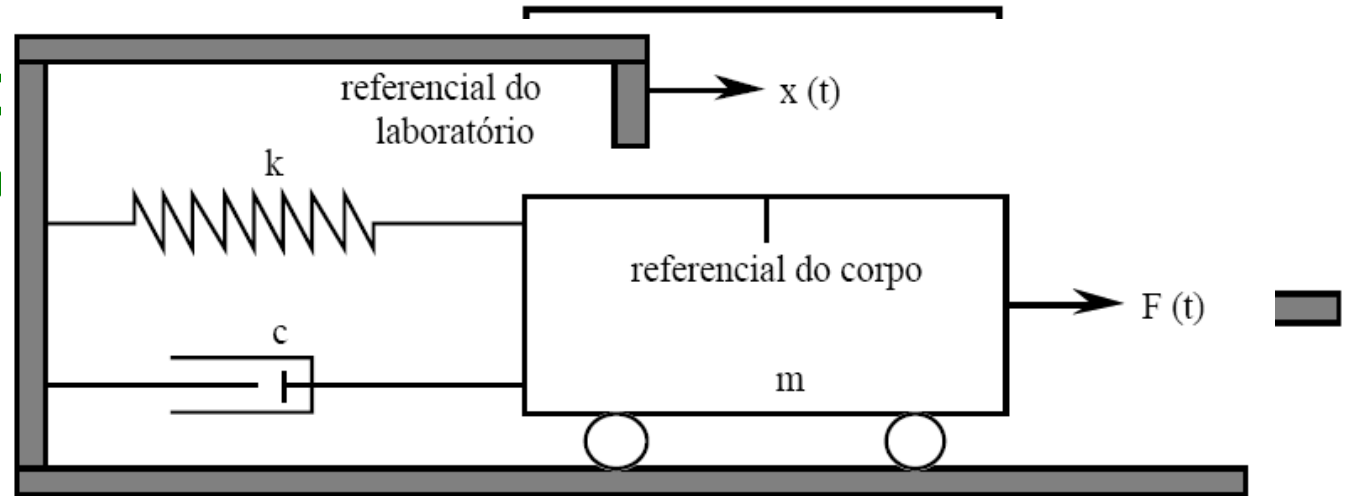 referencial do
laboratório
x (t)
k
referencial do corpo
F (t)
c
m